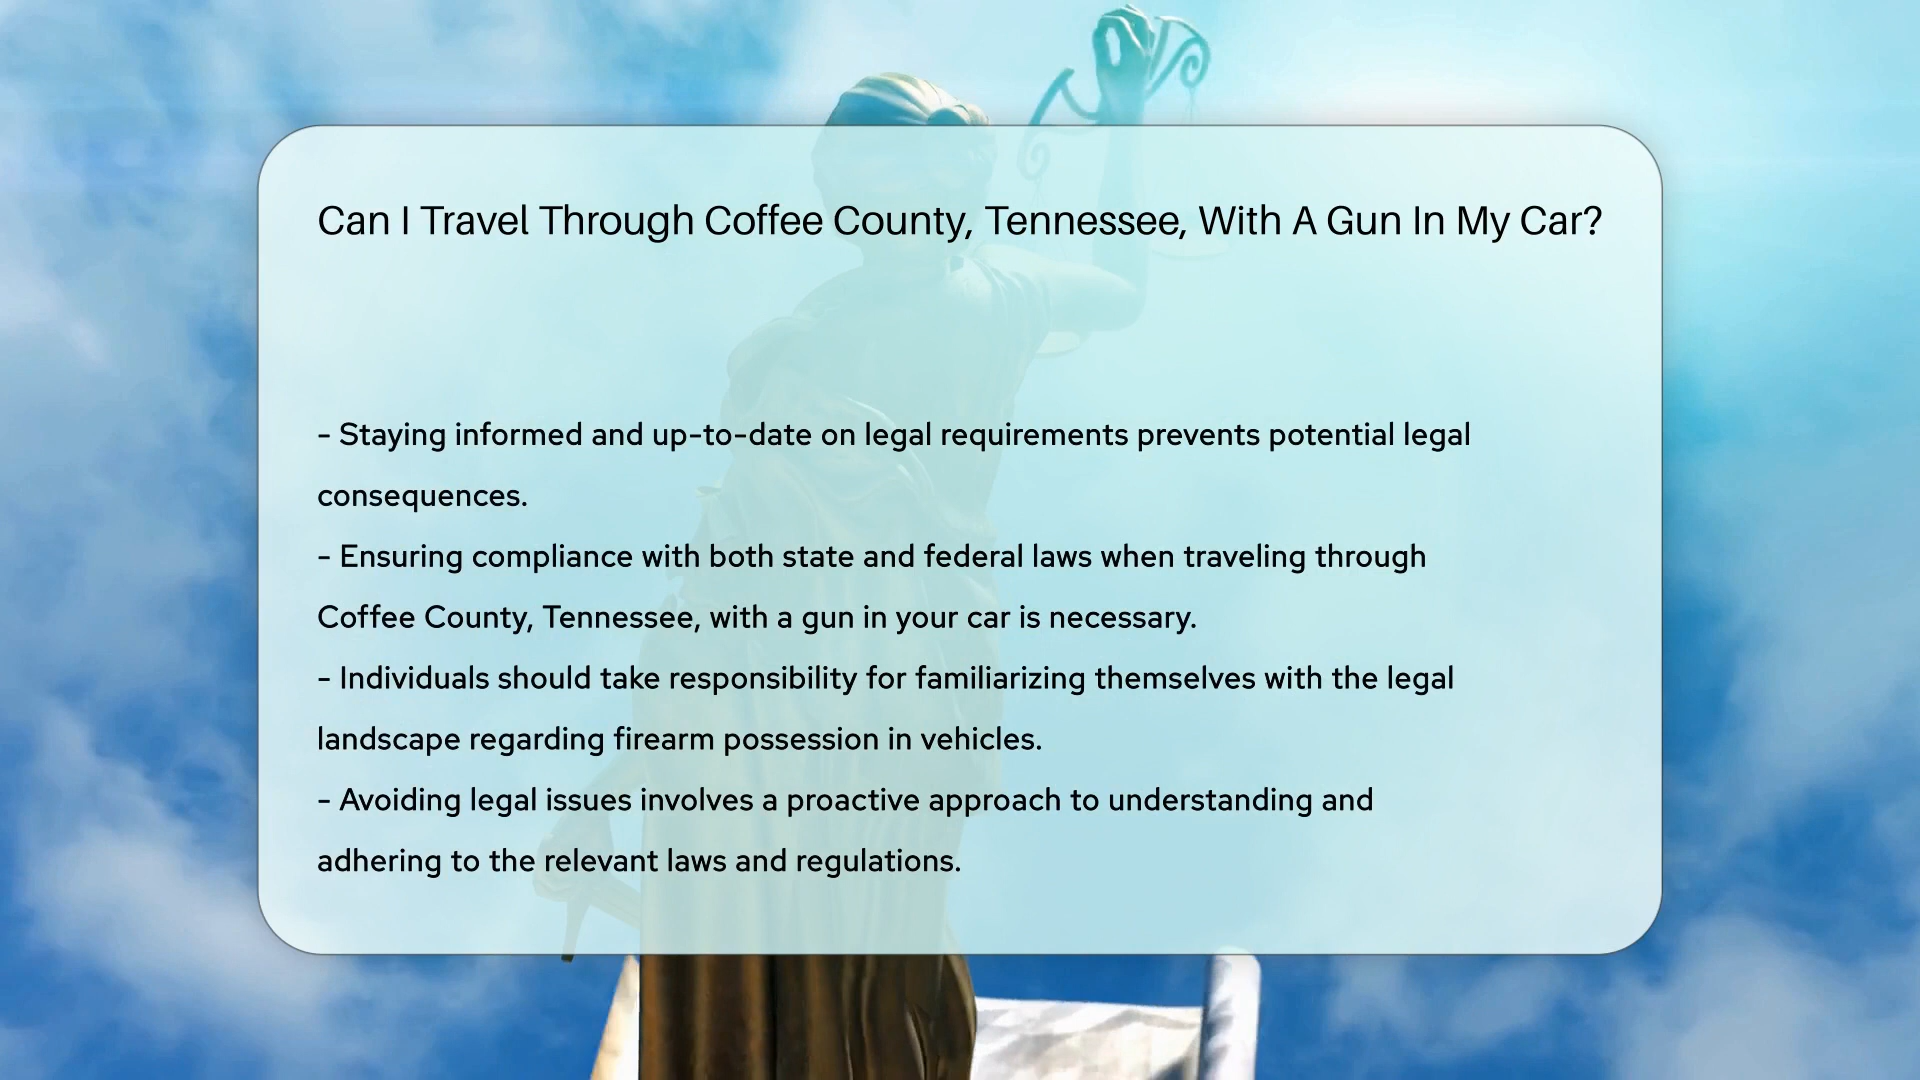 Can I Travel Through Coffee County, Tennessee, With A Gun In My Car?
- Staying informed and up-to-date on legal requirements prevents potential legal
consequences.
- Ensuring compliance with both state and federal laws when traveling through
Coffee County, Tennessee, with a gun in your car is necessary.
- Individuals should take responsibility for familiarizing themselves with the legal
landscape regarding firearm possession in vehicles.
- Avoiding legal issues involves a proactive approach to understanding and
adhering to the relevant laws and regulations.